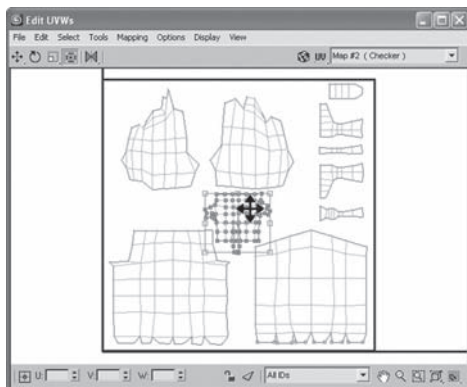 Edit UVWs
File Edit Select Tools Mapping Options Display View
UV Map #2 ( Checker )
U: V: W: All IDs